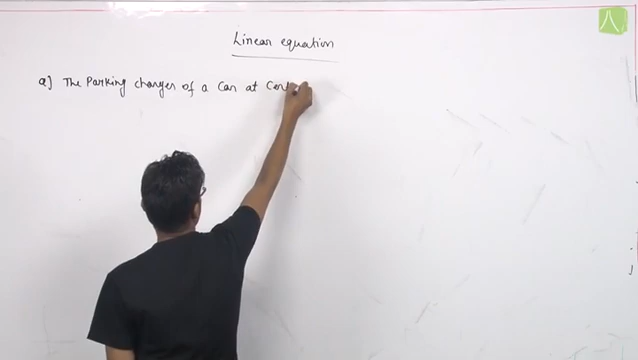 Linear equation
a] The Parking charges of a Car at